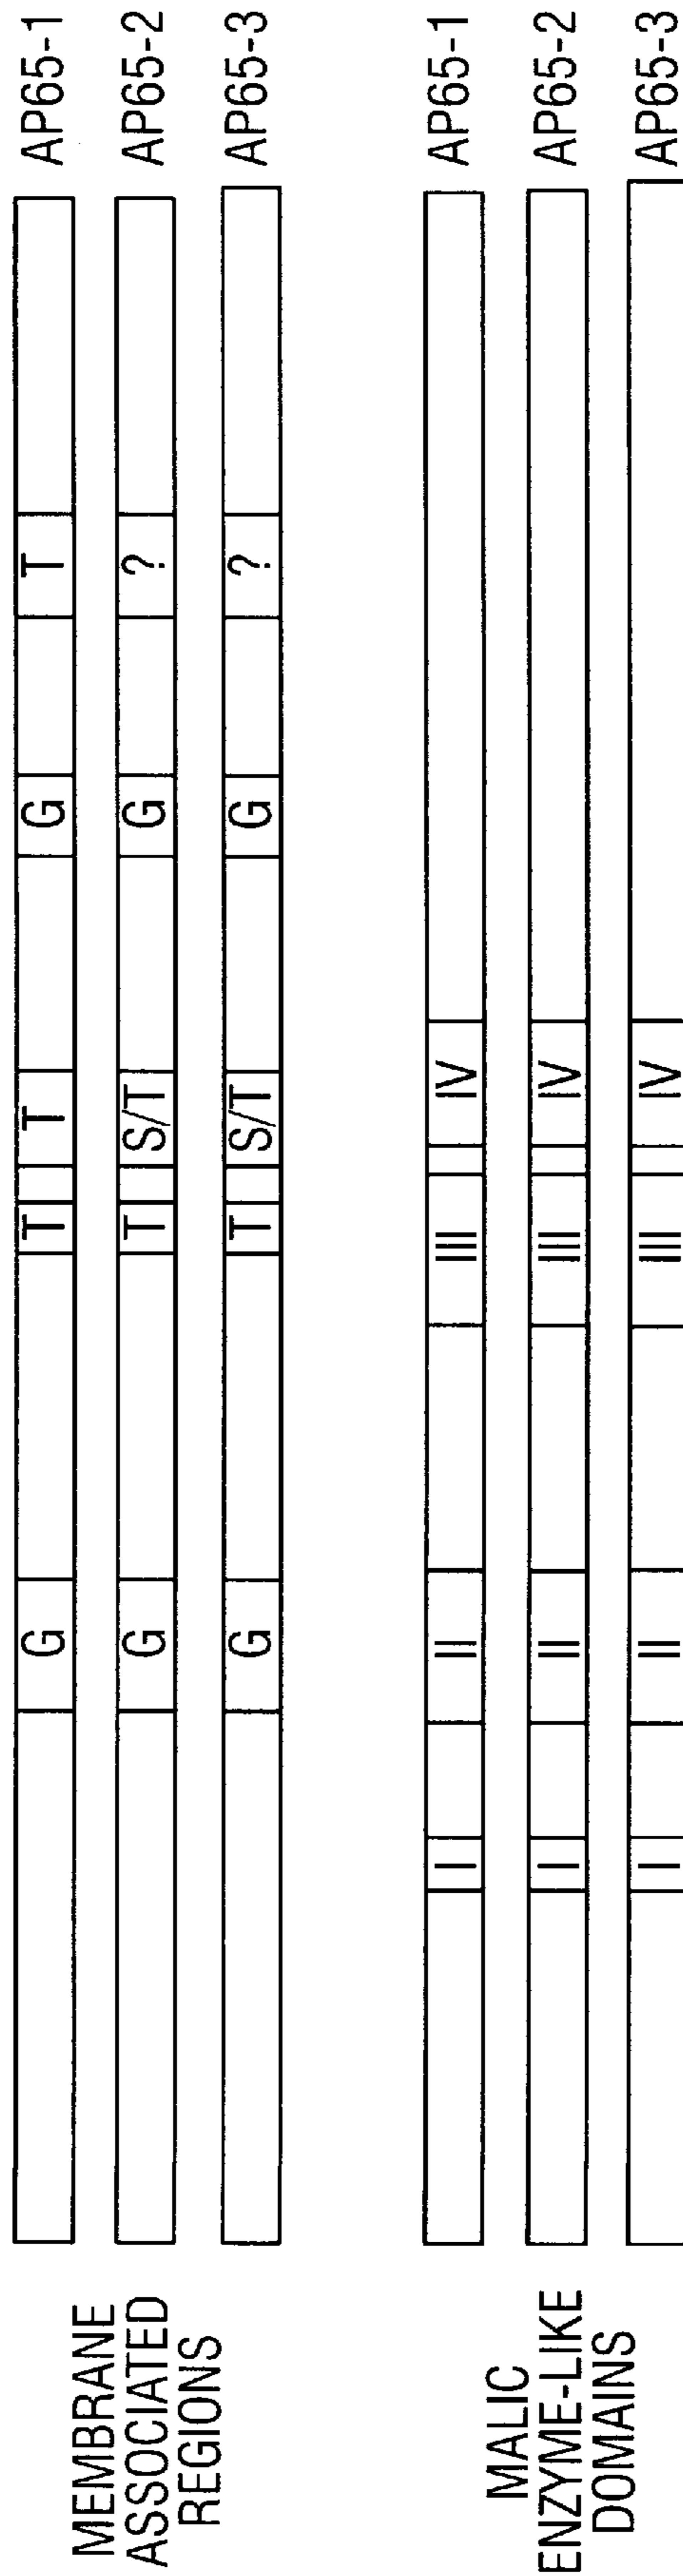 MEMBRANE
ASSOCIATED
REGIONS
G T T G T AP65-1
G T S/T G ? AP65-2
G T S/T G ? AP65-3
MALIC
ENZYME-LIKE
DOMAINS
I II III IV AP65-1
I II III IV AP65-2
I II III IV AP65-3